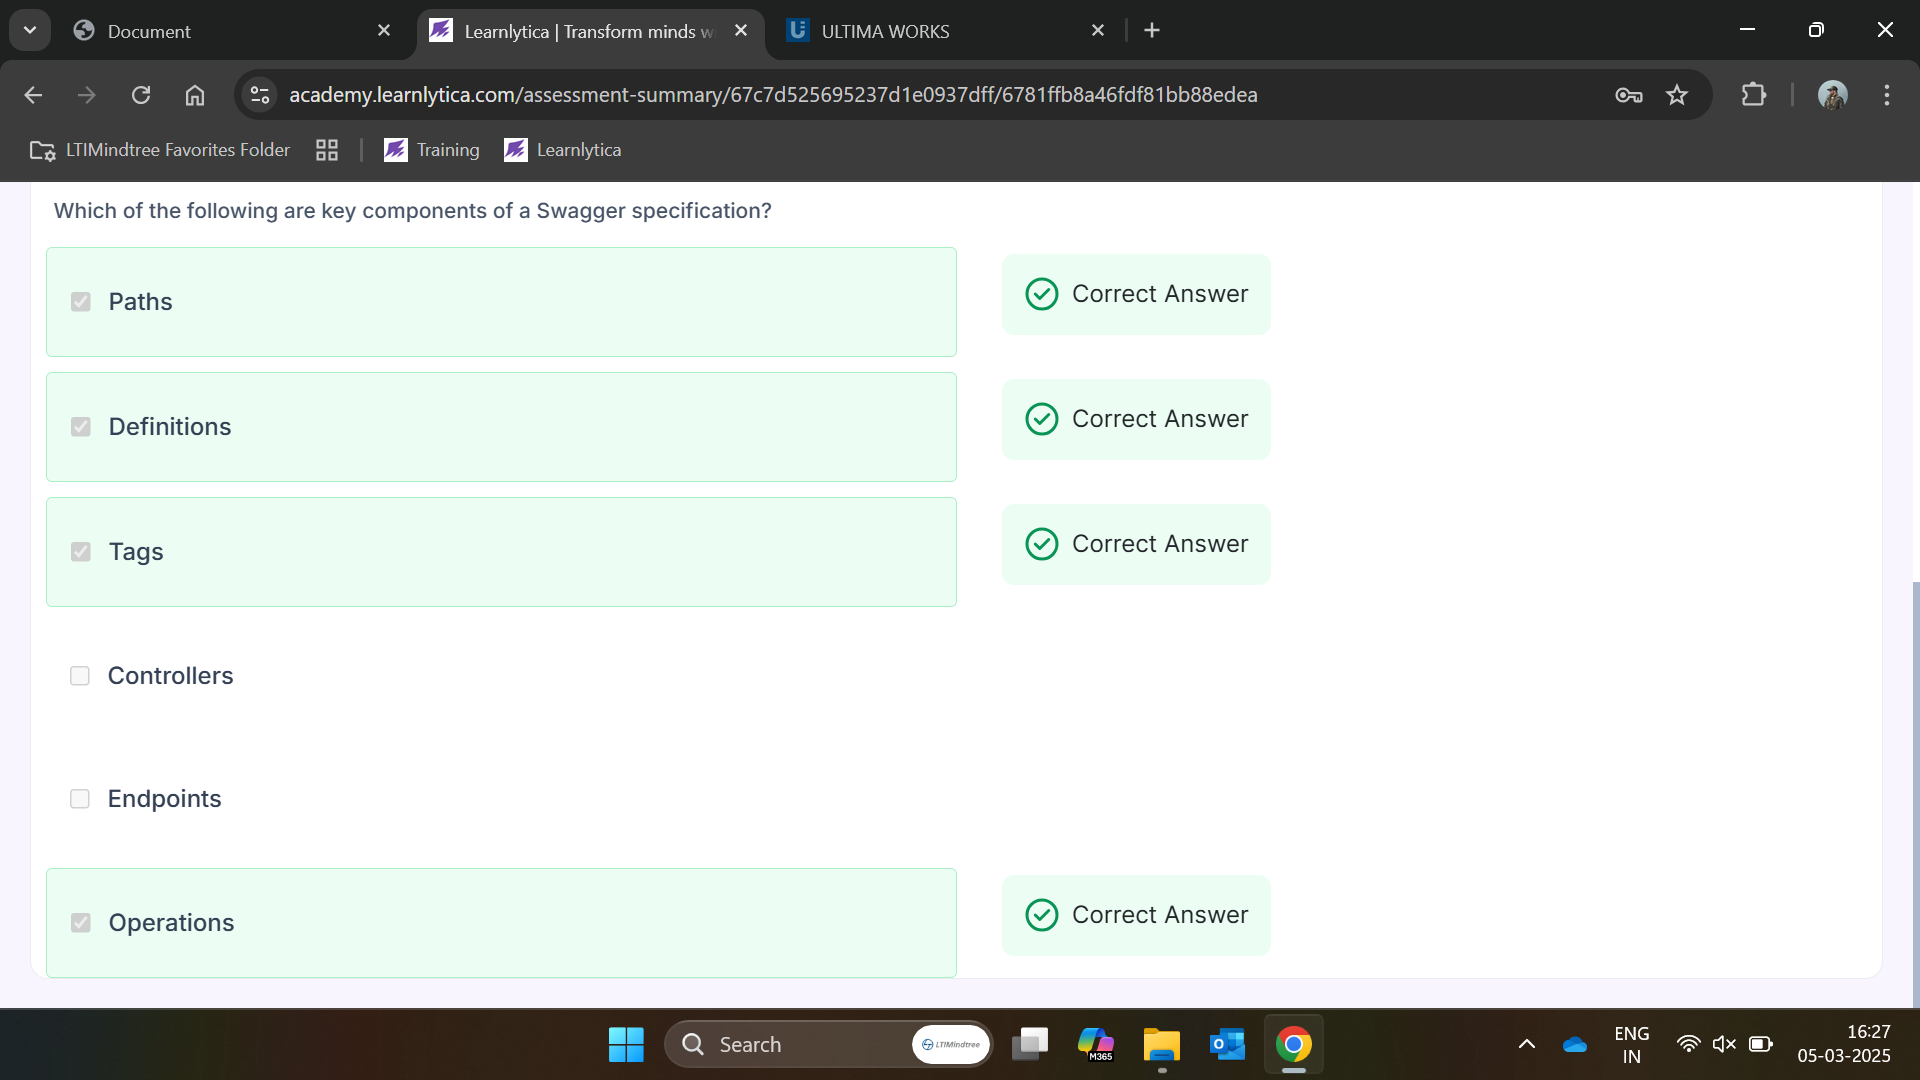 Document
Learnlytica | Transform minds w
ULTIMA WORKS
academy.learnlytica.com/assessment-summary/67c7d525695237d1e0937dff/6781ffb8a46fdf81bb88edea
LTIMindtree Favorites Folder
Training
Learnlytica
Which of the following are key components of a Swagger specification?
Paths
Correct Answer
Definitions
Correct Answer
Tags
Correct Answer
Controllers
Endpoints
Operations
Correct Answer
Search
LTIMindtree
M365
ENG
IN
16:27
05-03-2025